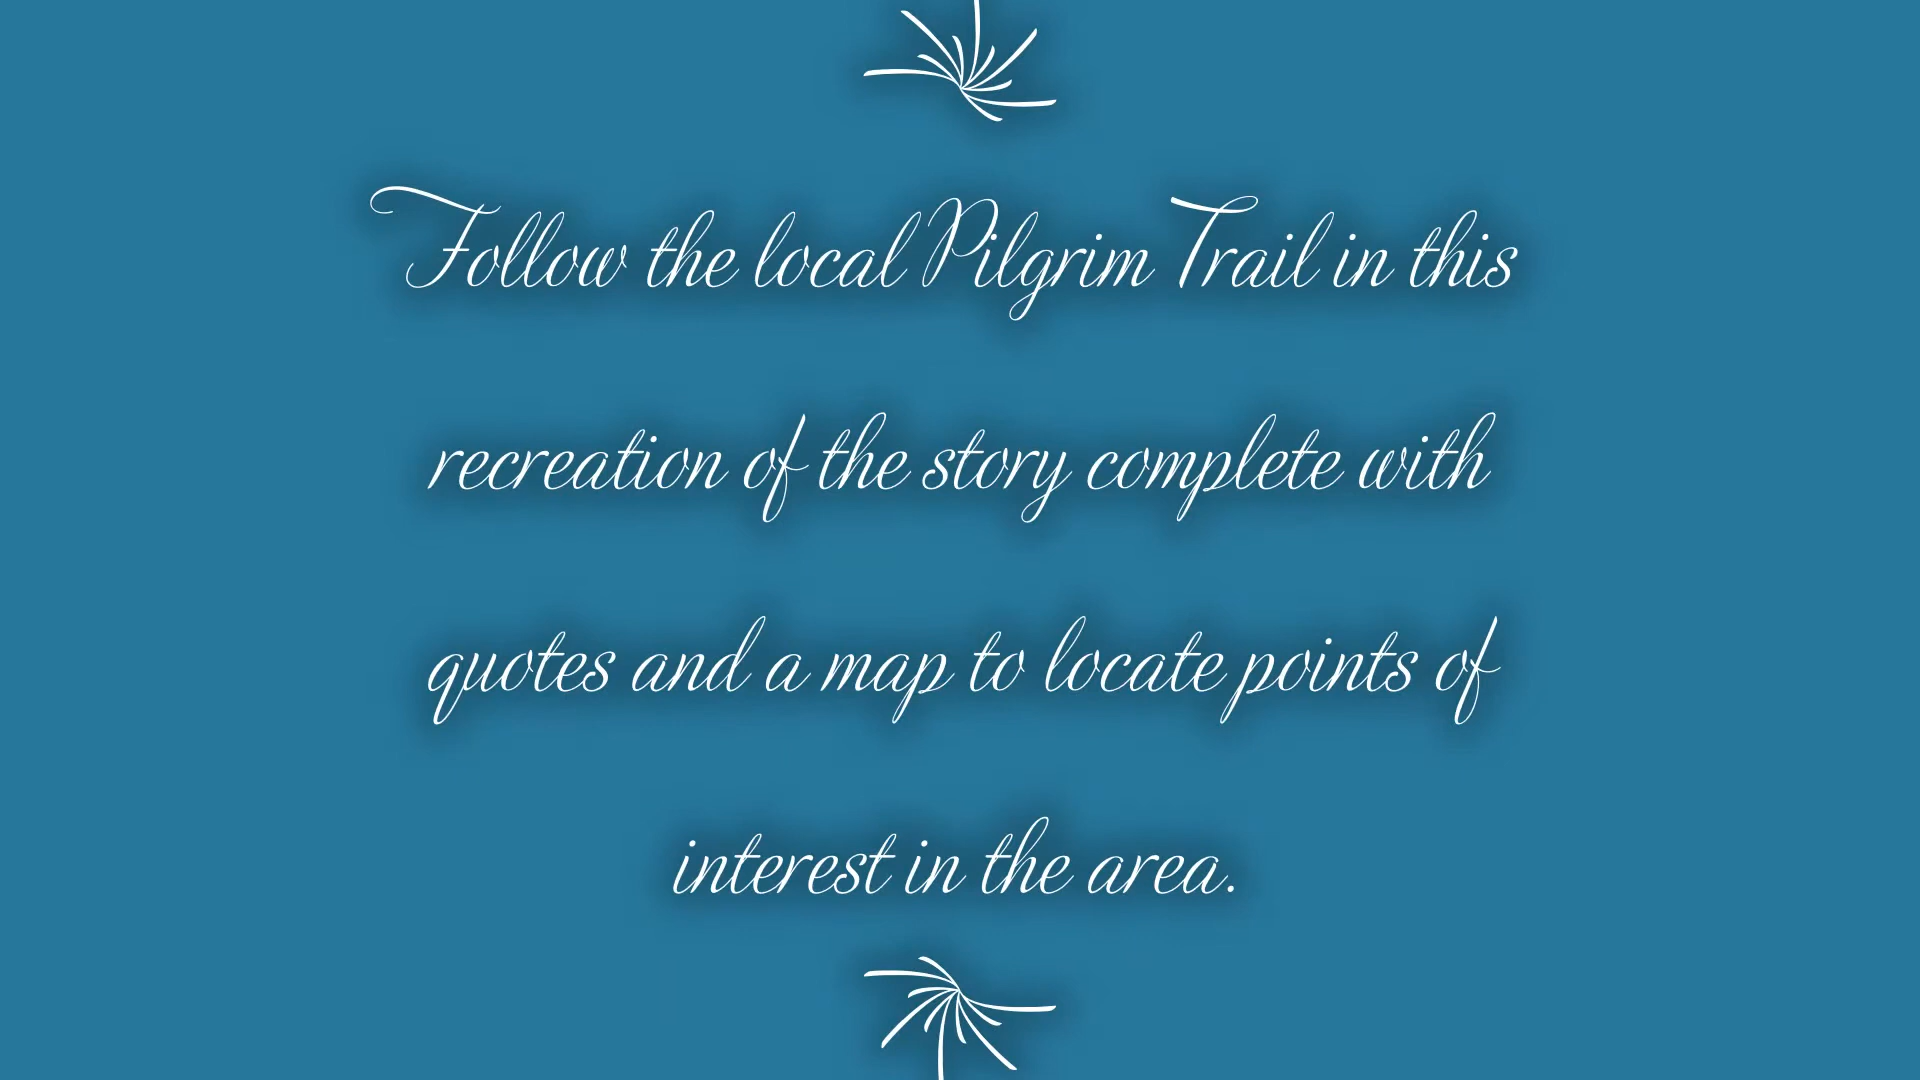 Follow the local Pilgrim Trail in this
recreation of the story complete with
quotes and a map to locate points of
interest in the area.